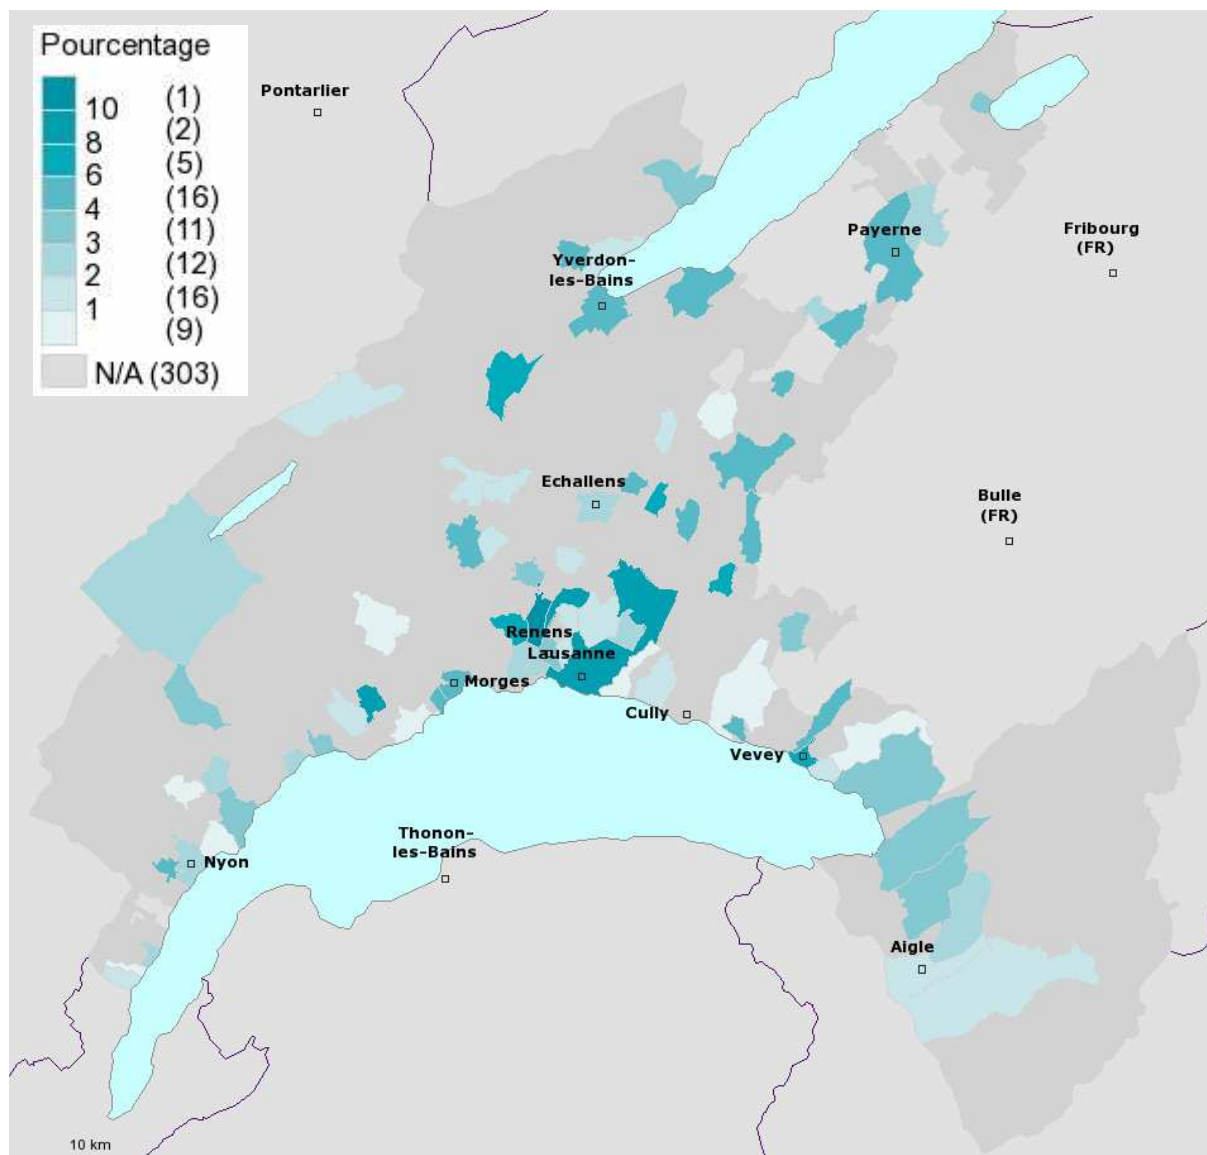 Pourcentage
10 (1)
8 (2)
6 (5)
4 (16)
3 (11)
2 (12)
1 (16)
(9)
N/A (303)
Pontarlier
Payerne
Fribourg
(FR)
Yverdon-
les-Bains
Echallens
Bulle
(FR)
Renens
Lausanne
Morges
Cully
Vevey
Thonon-
les-Bains
Nyon
Aigle
10 km